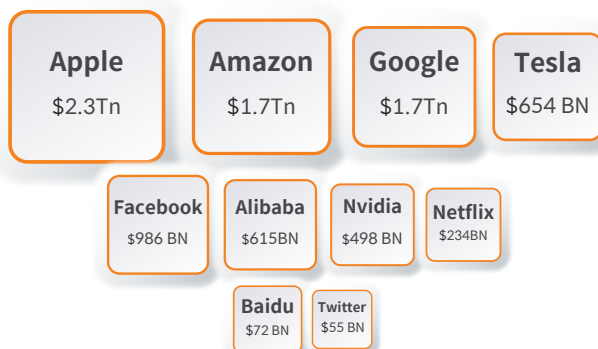 Apple
$2.3Tn
Amazon
$1.7Tn
Google
$1.7Tn
Tesla
$654 BN
Facebook
$986 BN
Alibaba
$615BN
Nvidia
$498 BN
Netflix
$234BN
Baidu
$72 BN
Twitter
$55 BN